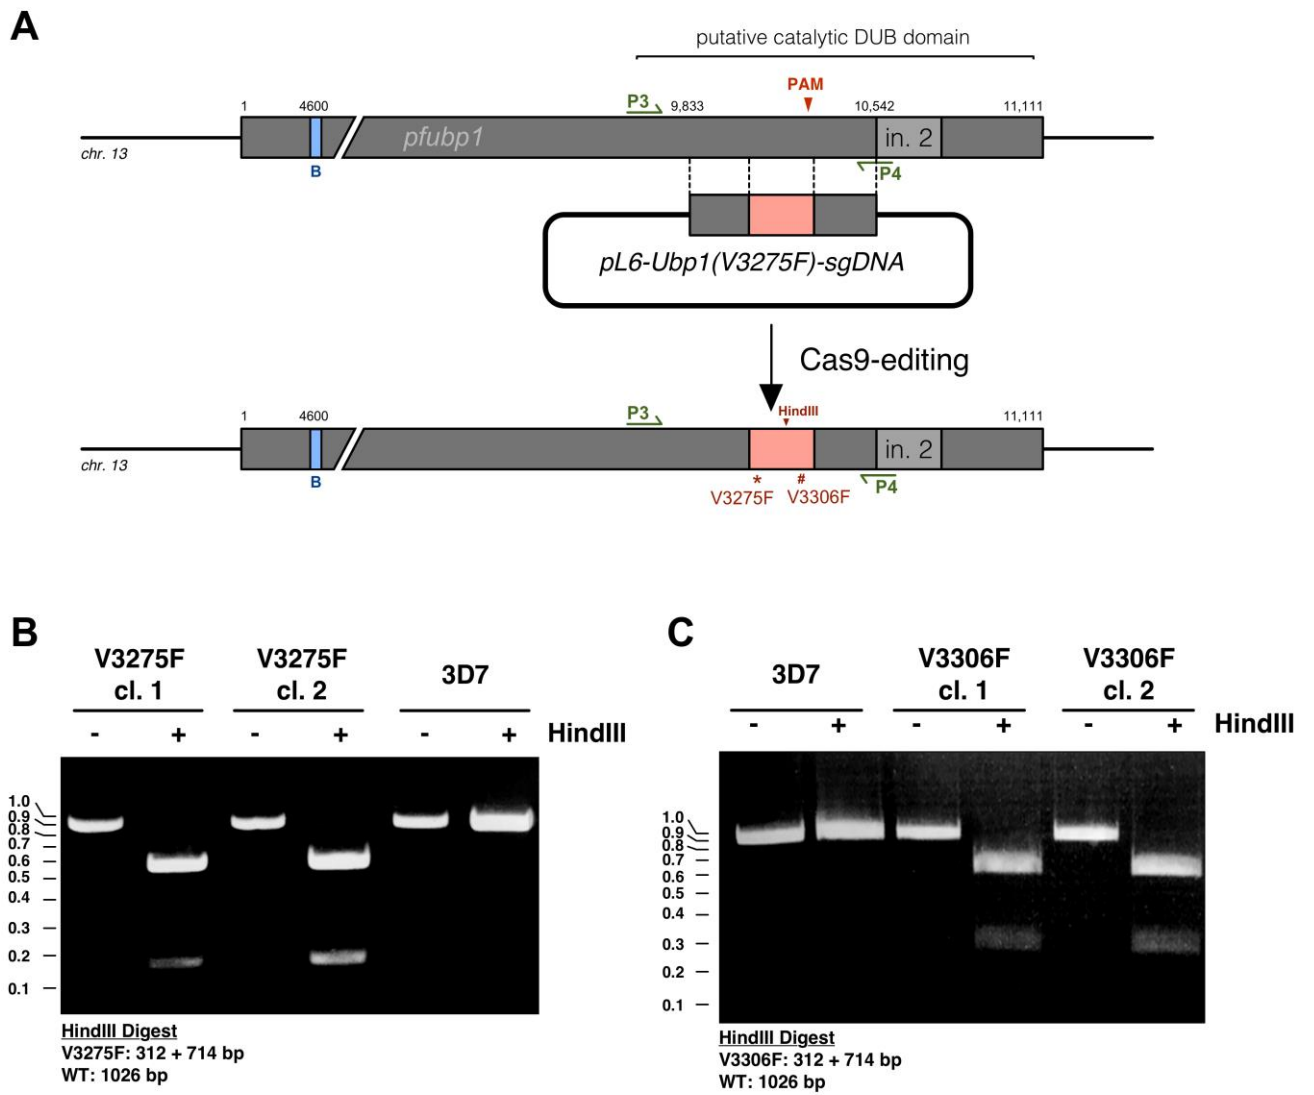 A
putative catalytic DUB domain
PAM
P3
1 4600 9,833 10,542 11,111
pfubp1
in. 2
chr. 13
B
P4
pL6-Ubp1(V3275F)-sgDNA
Cas9-editing
HindIII
P3
1 4600 11,111
in. 2
chr. 13
B
* #
P4
V3275F V3306F
B
V3275F
cl. 1
V3275F
cl. 2
3D7
- + - + - + HindIII
1.0
0.9
0.8
0.7
0.6
0.5
0.4
0.3
0.2
0.1
HindIII Digest
V3275F: 312 + 714 bp
WT: 1026 bp
C
3D7
V3306F
cl. 1
V3306F
cl. 2
- + - + - + HindIII
1.0
0.9
0.8
0.7
0.6
0.5
0.4
0.3
0.2
0.1
HindIII Digest
V3306F: 312 + 714 bp
WT: 1026 bp